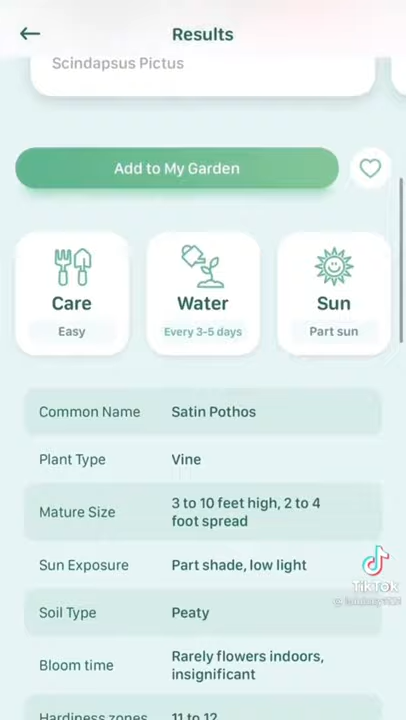 Results
Scindapsus Pictus
Add to My Garden
Care
Easy
Water
Every 3-5 days
Sun
Part sun
Common Name
Satin Pothos
Plant Type
Vine
Mature Size
3 to 10 feet high, 2 to 4
foot spread
Sun Exposure
Part shade, low light
Soil Type
Peaty
Bloom time
Rarely flowers indoors,
insignificant
Hardiness zones
11 to 12
TikTok